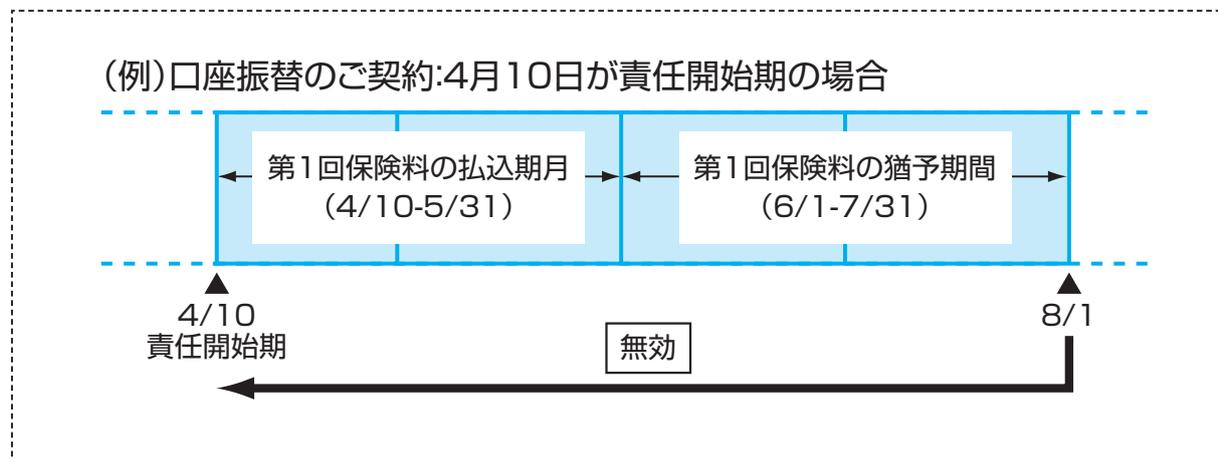 （例）口座振替のご契約:4月10日が責任開始期の場合
第1回保険料の払込期月
（4/10-5/31）
第1回保険料の猶予期間
（6/1-7/31）
4/10
責任開始期
8/1
無効